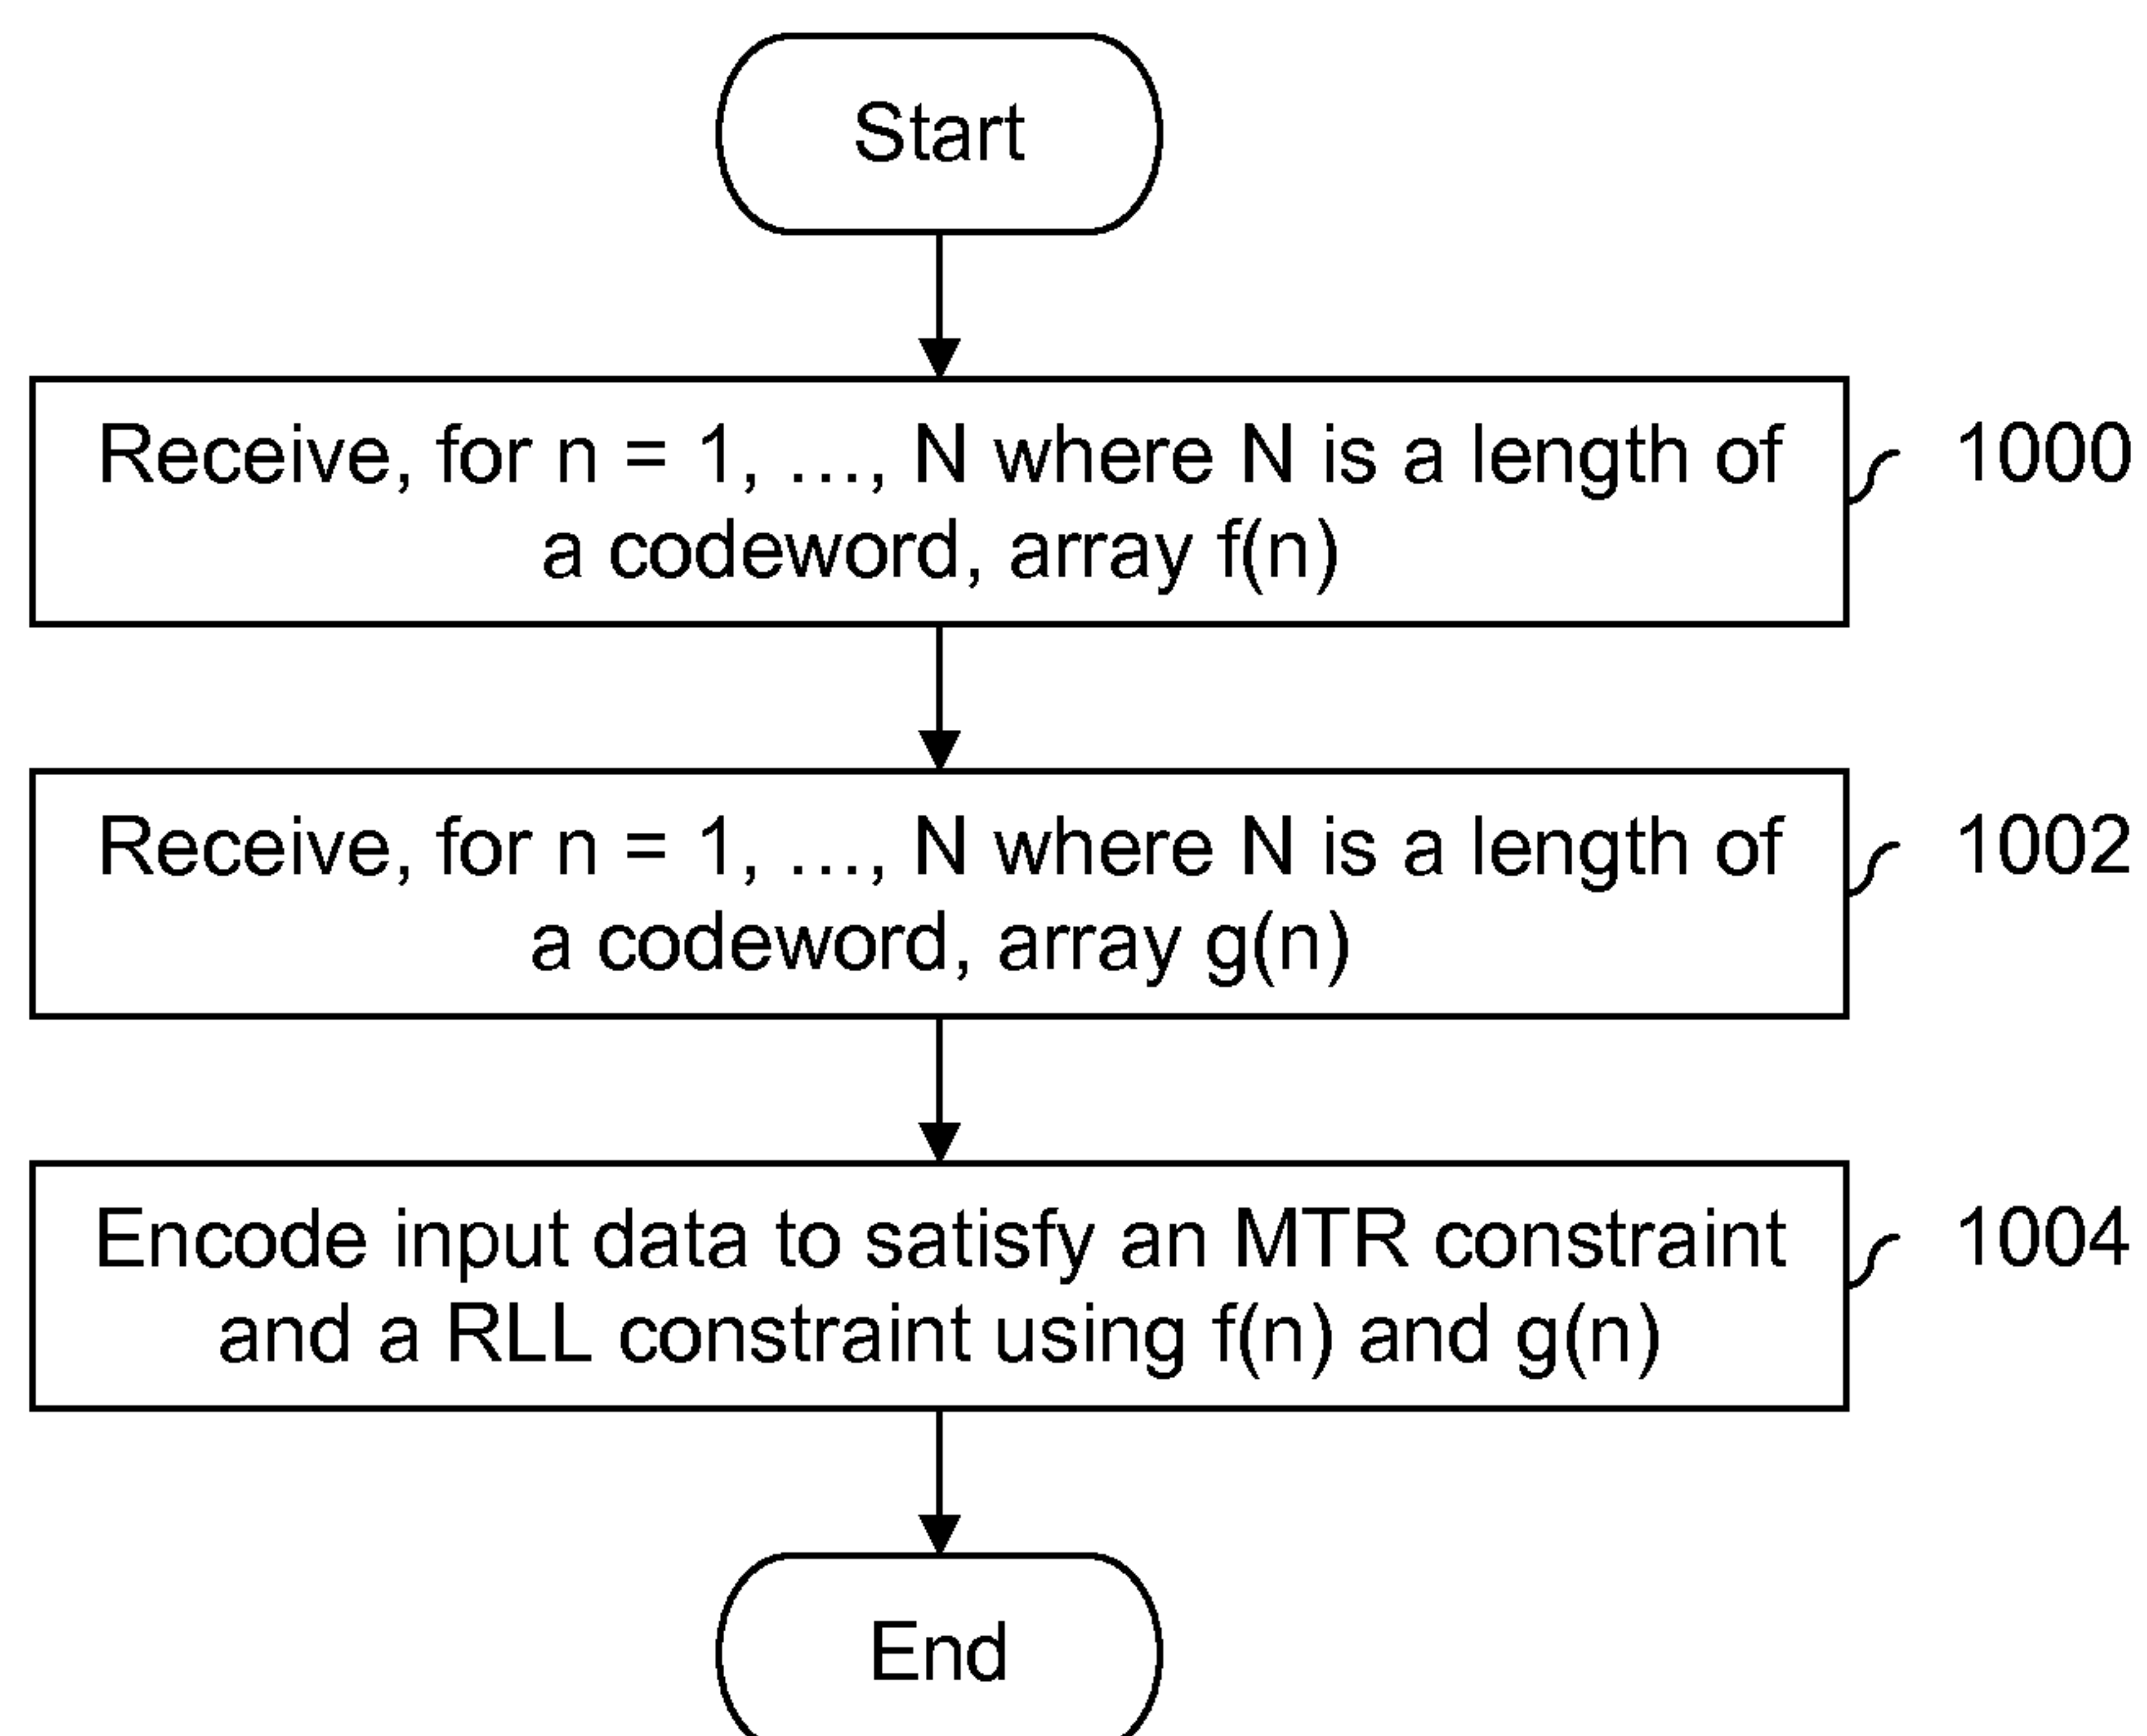 Start
Receive, for n = 1, ..., N where N is a length of
a codeword, array f(n)
1000
Receive, for n = 1, ..., N where N is a length of
a codeword, array g(n)
1002
Encode input data to satisfy an MTR constraint
and a RLL constraint using f(n) and g(n)
1004
End